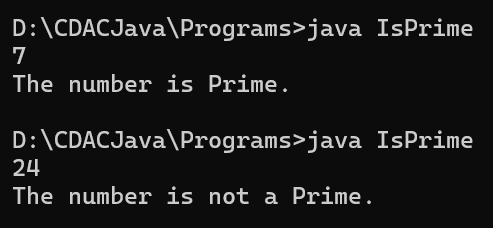 D:\CDACJava\Programs>java IsPrime
7
The number is Prime.
D:\CDACJava\Programs>java IsPrime
24
The number is not a Prime.